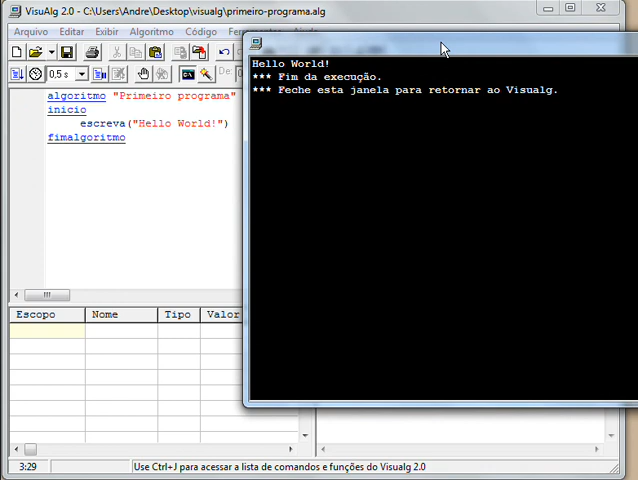 VisuAlg 2.0 - C:\Users\Andre\Desktop\visualg\primeiro-programa.alg
Arquivo Editar Exibir Algoritmo Código
0,5 s De:
algoritmo "Primeiro programa"
inicio
escreva("Hello World!")
fimalgoritmo
Hello World!
*** Fim da execução.
*** Feche esta janela para retornar ao Visualg.
Escopo Nome Tipo Valor
3:29 Use Ctrl+J para acessar a lista de comandos e funções do Visualg 2.0